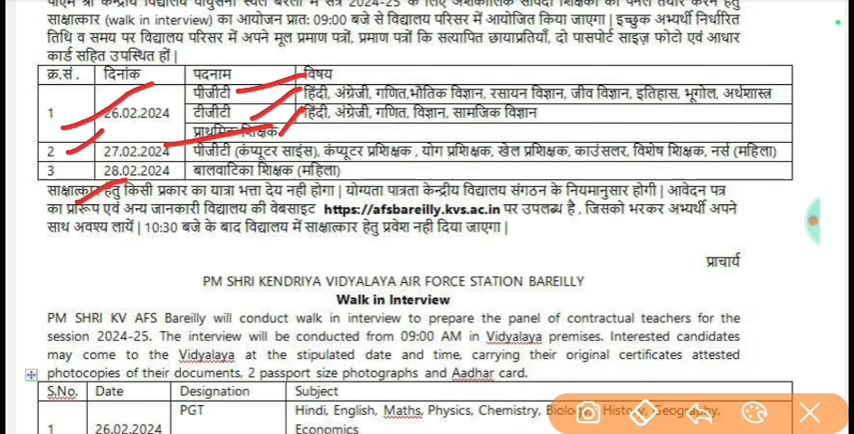 साक्षात्कार (walk in interview) का आयोजन प्रात: 09:00 बजे से विद्यालय परिसर में आयोजित किया जाएगा | इच्छुक अभ्यर्थी निर्धारित
तिथि व समय पर विद्यालय परिसर में अपने मूल प्रमाण पत्रों, प्रमाण पत्रों कि सत्यापित छायाप्रतियाँ, दो पासपोर्ट साइज़ फोटो एवं आधार
कार्ड सहित उपस्थित हों |
क्र.सं. दिनांक पदनाम विषय
पीजीटी हिंदी, अंग्रेजी, गणित,भौतिक विज्ञान, रसायन विज्ञान, जीव विज्ञान, इतिहास, भूगोल, अर्थशास्त्र
1 26.02.2024 टीजीटी हिंदी, अंग्रेजी, गणित, विज्ञान, सामजिक विज्ञान
प्राथमिक शिक्षक
2 27.02.2024 पीजीटी (कंप्यूटर साइंस), कंप्यूटर प्रशिक्षक , योग प्रशिक्षक, खेल प्रशिक्षक, काउंसलर, विशेष शिक्षक, नर्स (महिला)
3 28.02.2024 बालवाटिका शिक्षक (महिला)
साक्षात्कार हेतु किसी प्रकार का यात्रा भत्ता देय नही होगा | योग्यता पात्रता केन्द्रीय विद्यालय संगठन के नियमानुसार होगी | आवेदन पत्र
का प्रारूप एवं अन्य जानकारी विद्यालय की वेबसाइट https://afsbareilly.kvs.ac.in पर उपलब्ध है , जिसको भरकर अभ्यर्थी अपने
साथ अवश्य लायें | 10:30 बजे के बाद विद्यालय में साक्षात्कार हेतु प्रवेश नही दिया जाएगा |
प्राचार्य
PM SHRI KENDRIYA VIDYALAYA AIR FORCE STATION BAREILLY
Walk in Interview
PM SHRI KV AFS Bareilly will conduct walk in interview to prepare the panel of contractual teachers for the
session 2024-25. The interview will be conducted from 09:00 AM in Vidyalaya premises. Interested candidates
may come to the Vidyalaya at the stipulated date and time, carrying their original certificates attested
photocopies of their documents, 2 passport size photographs and Aadhar card.
S.No. Date Designation Subject
PGT Hindi, English, Maths, Physics, Chemistry, Biology, History, Geography,
1 26.02.2024 Economics